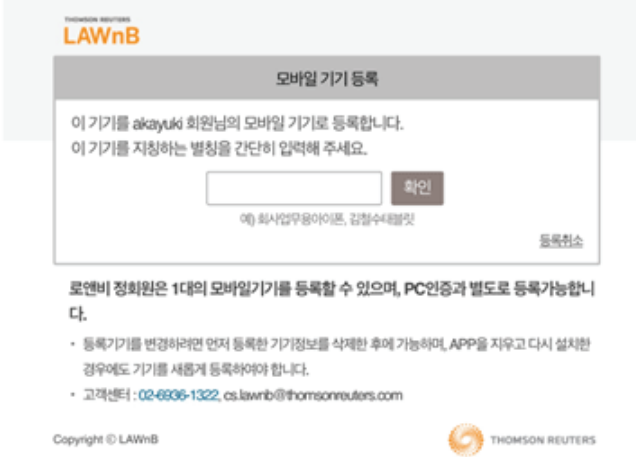 THOMSON REUTERS
LAWnB
모바일 기기 등록
이 기기를 akayuki 회원님의 모바일 기기로 등록합니다.
이 기기를 지칭하는 별칭을 간단히 입력해 주세요.
확인
예) 회사업무용아이폰, 김철수태블릿
등록취소
로앤비 정회원은 1대의 모바일기기를 등록할 수 있으며, PC인증과 별도로 등록가능합니
다.
• 등록기기를 변경하려면 먼저 등록한 기기정보를 삭제한 후에 가능하며, APP을 지우고 다시 설치한
경우에도 기기를 새롭게 등록하여야 합니다.
• 고객센터 : 02-6936-1322, cs.lawnb@thomsonreuters.com
Copyright © LAWnB
THOMSON REUTERS